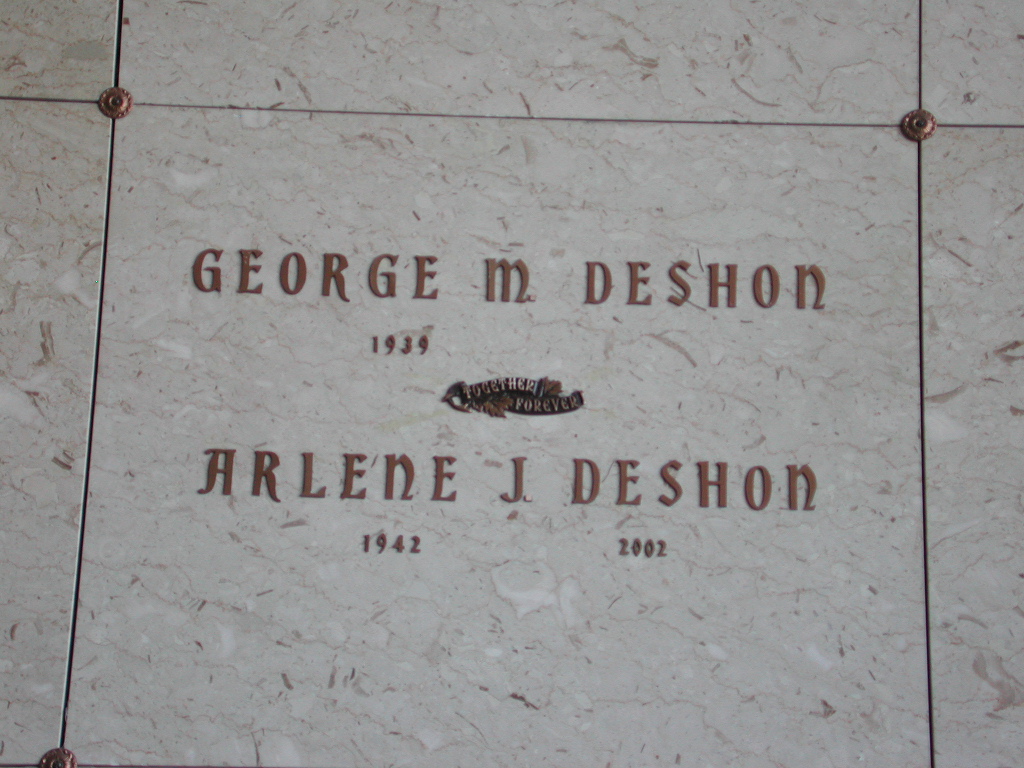 GEORGE M. DESHON
1939
TOGETHER
FOREVER
ARLENE J. DESHON
1942 2002